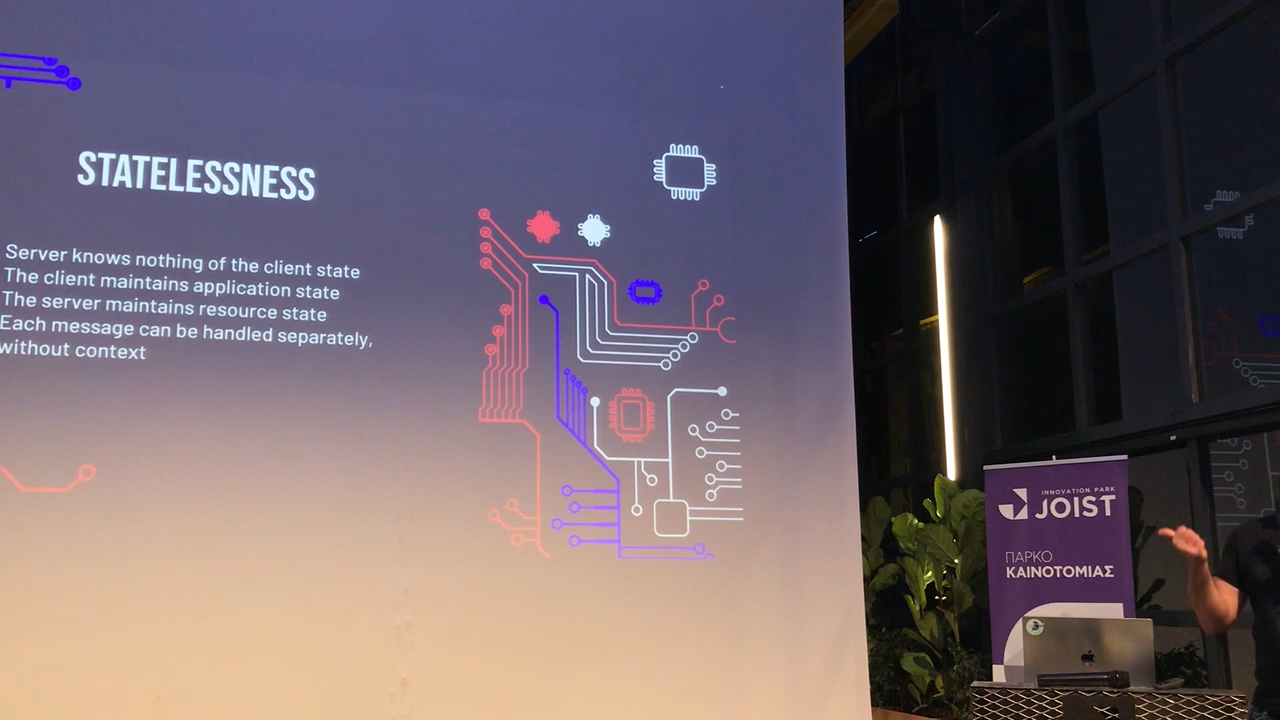 STATELESSNESS
Server knows nothing of the client state
The client maintains application state
The server maintains resource state
Each message can be handled separately,
without context
INNOVATION PARK
JOIST
ΠΑΡΚΟ
ΚΑΙΝΟΤΟΜΙΑΣ